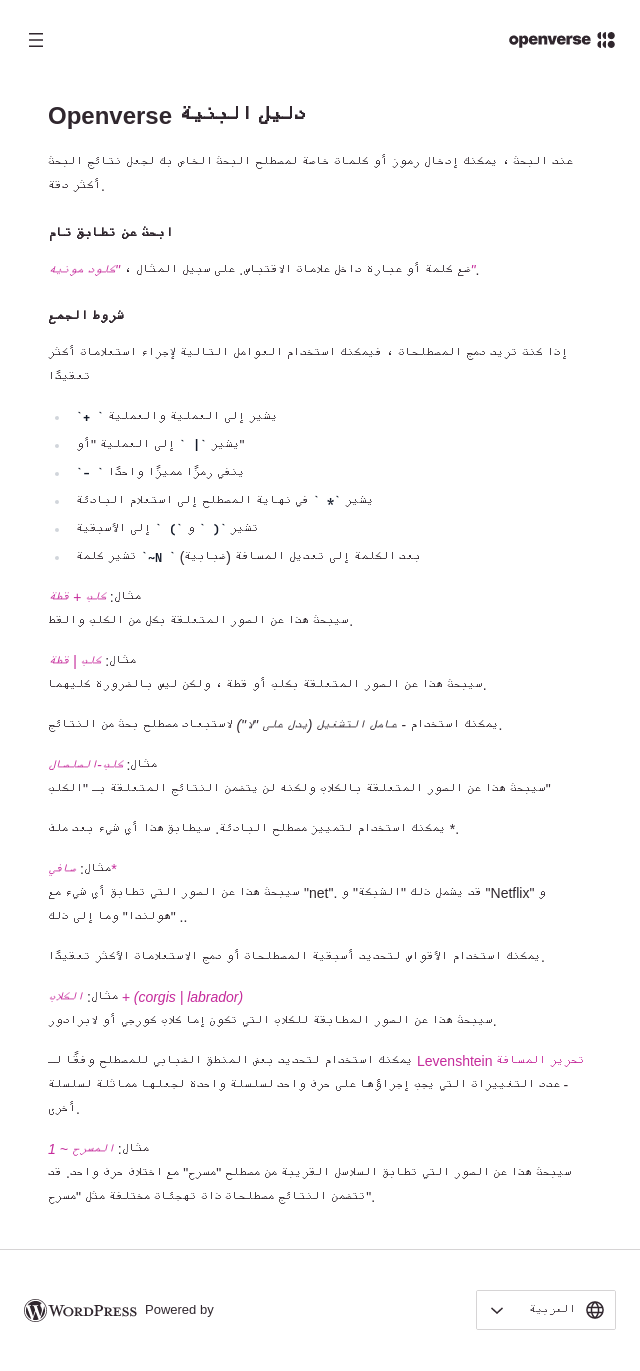 openverse
دليل البنية Openverse
عند البحث ، يمكنك إدخال رموز أو كلمات خاصة لمصطلح البحث الخاص بك لجعل نتائج البحث
أكثر دقة.
ابحث عن تطابق تام
ضع كلمة أو عبارة داخل علامات الاقتباس. على سبيل المثال ، "كلود مونية".
شروط الجمع
إذا كنت تريد دمج المصطلحات ، فيمكنك استخدام العوامل التالية لإجراء استعلامات أكثر
تعقيدًا
يشير إلى العملية والعملية ` +`
يشير ` | ` إلى العملية "أو"
ينفي رمزًا مميزًا واحدًا ` -`
يشير ` * ` في نهاية المصطلح إلى استعلام البادئة
تشير ` ( ` و ` ) ` إلى الأسبقية
بعد الكلمة إلى تعديل المسافة (ضبابية) ` ~N` تشير كلمة
مثال: كلب + قطة
سيبحث هذا عن الصور المتعلقة بكل من الكلب والقط.
مثال: كلب | قطة
سيبحث هذا عن الصور المتعلقة بكلب أو قطة ، ولكن ليس بالضرورة كليهما.
يمكنك استخدام - عامل التشغيل (يدل على "لا") لاستبعاد مصطلح بحث من النتائج.
مثال: كلب-السلسال
سيبحث هذا عن الصور المتعلقة بالكلاب ولكنه لن يتضمن النتائج المتعلقة بـ "الكلب"
يمكنك استخدام لتمييز مصطلح البادئة. سيطابق هذا أي شيء بعد ملف *.
مثال: صافي*
سيبحث هذا عن الصور التي تطابق أي شيء مع "net". قد يشمل ذلك "الشبكة" و "Netflix" و
"هولندا" وما إلى ذلك ..
يمكنك استخدام الأقواس لتحديد أسبقية المصطلحات أو دمج الاستعلامات الأكثر تعقيدًا.
مثال: الكلاب + (corgis | labrador)
سيبحث هذا عن الصور المطابقة للكلاب التي تكون إما كلاب كورجي أو لابرادور.
يمكنك استخدام لتحديد بعض المنطق الضبابي للمصطلح وفقًا لـ Levenshtein تحرير المسافة
- عدد التغييرات التي يجب إجراؤها على حرف واحد لسلسلة واحدة لجعلها مماثلة لسلسلة
أخرى.
مثال: المسرح ~ 1
سيبحث هذا عن الصور التي تطابق السلاسل القريبة من مصطلح "مسرح" مع اختلاف حرف واحد. قد
تتضمن النتائج مصطلحات ذات تهجئات مختلفة مثل "مسرح".
WORDPRESS Powered by
العربية